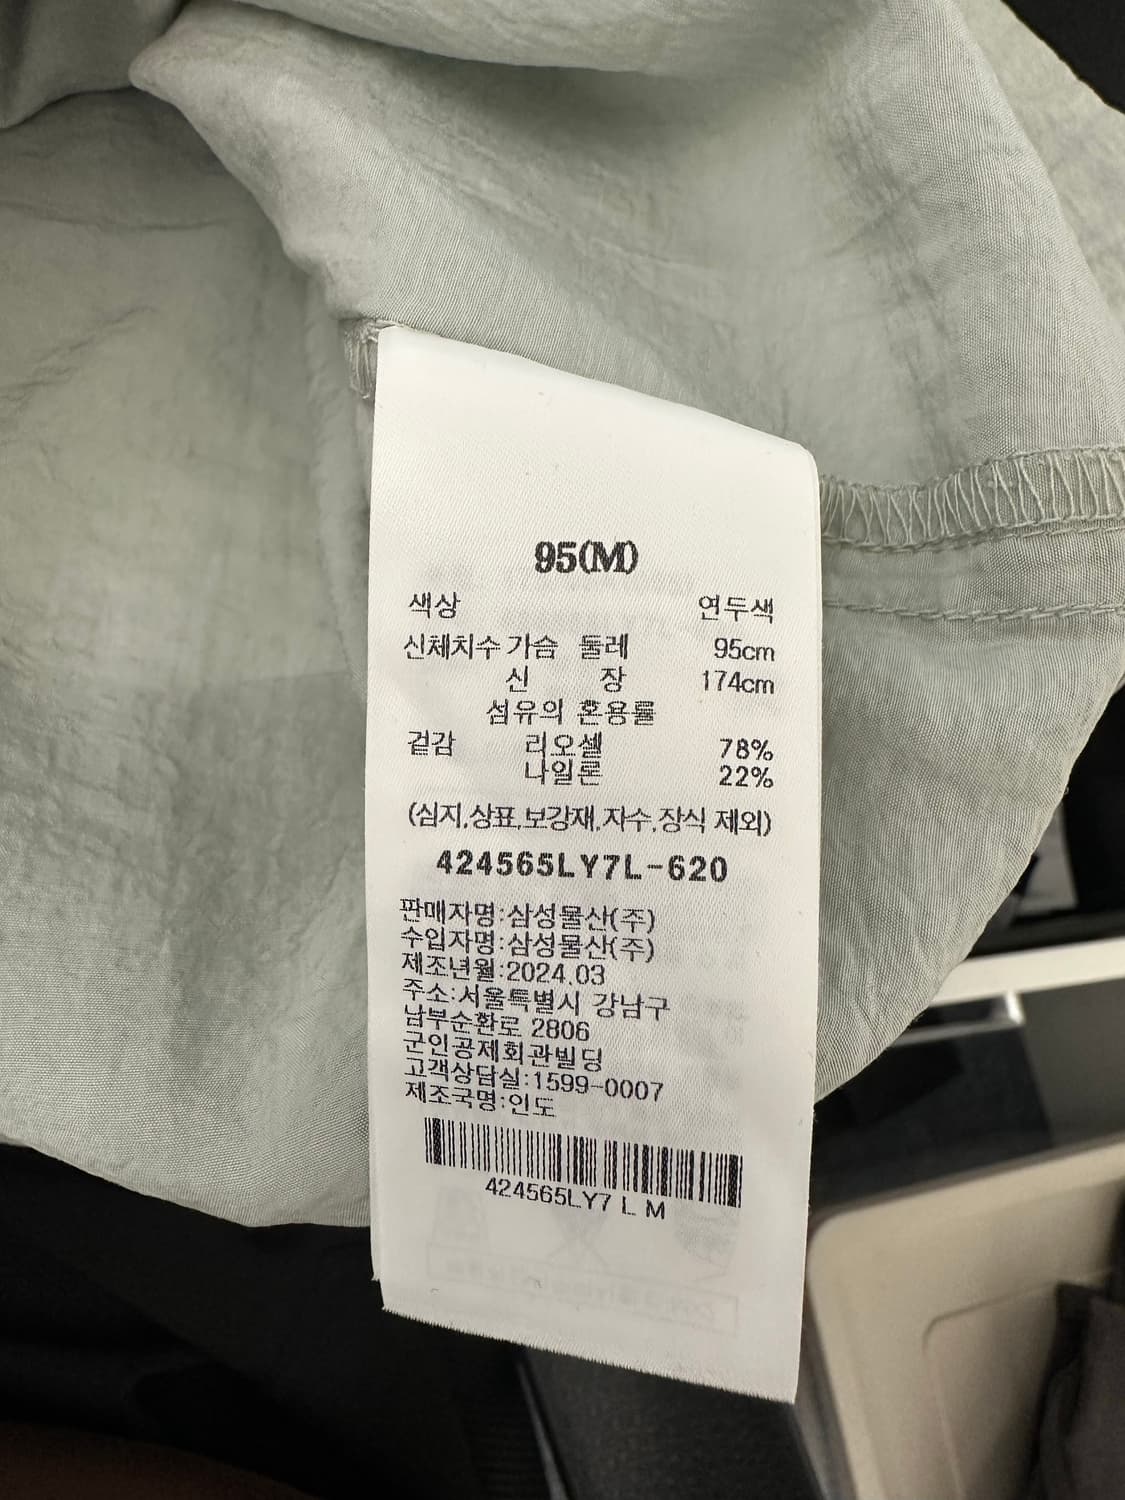 95(M)
색상 연두색
신체치수 가슴 둘레 95cm
신 장 174cm
섬유의 혼용률
겉감 리오셀 78%
나일론 22%
(심지,상표,보강재,자수,장식 제외)
424565LY7L-620
판매자명:삼성물산(주)
수입자명:삼성물산(주)
제조년월:2024.03
주소:서울특별시 강남구
남부순환로 2806
군인공제회관빌딩
고객상담실:1599-0007
제조국명:인도
424565LY7 L M